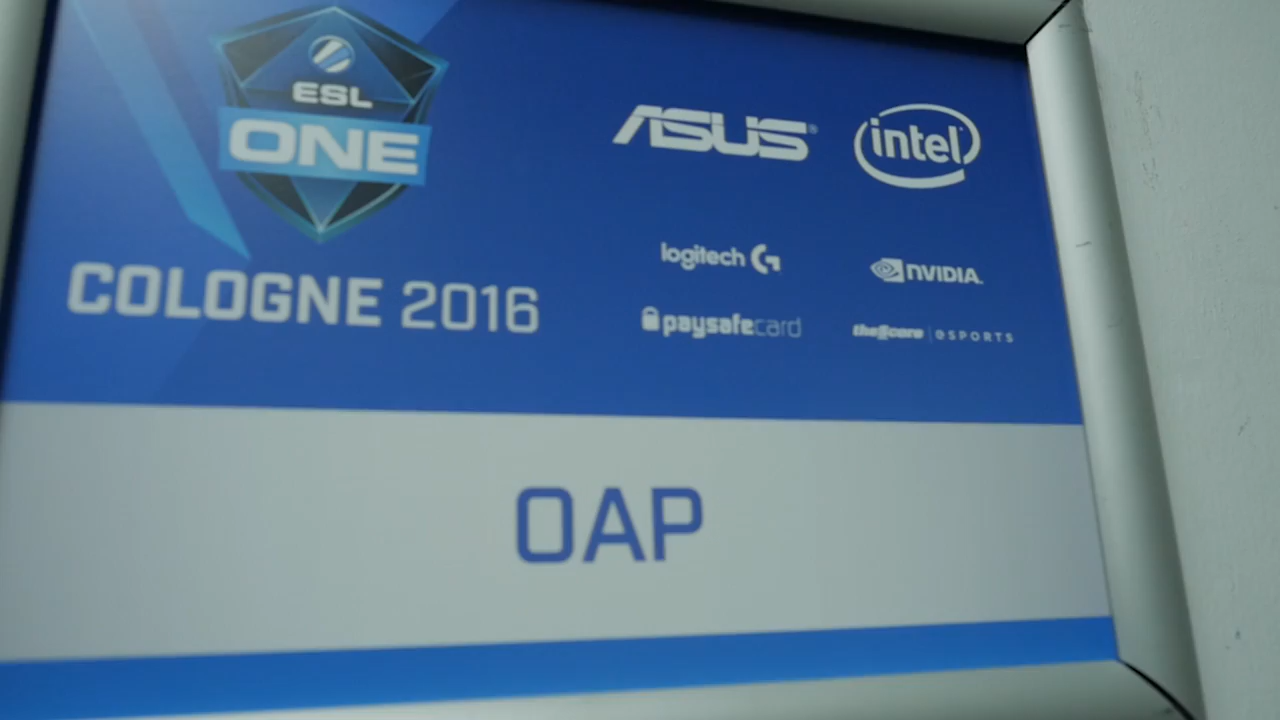 ESL
ONE
COLOGNE 2016
ASUS
intel
logitech G
NVIDIA.
paysafecard
theScore | eSPORTS
OAP